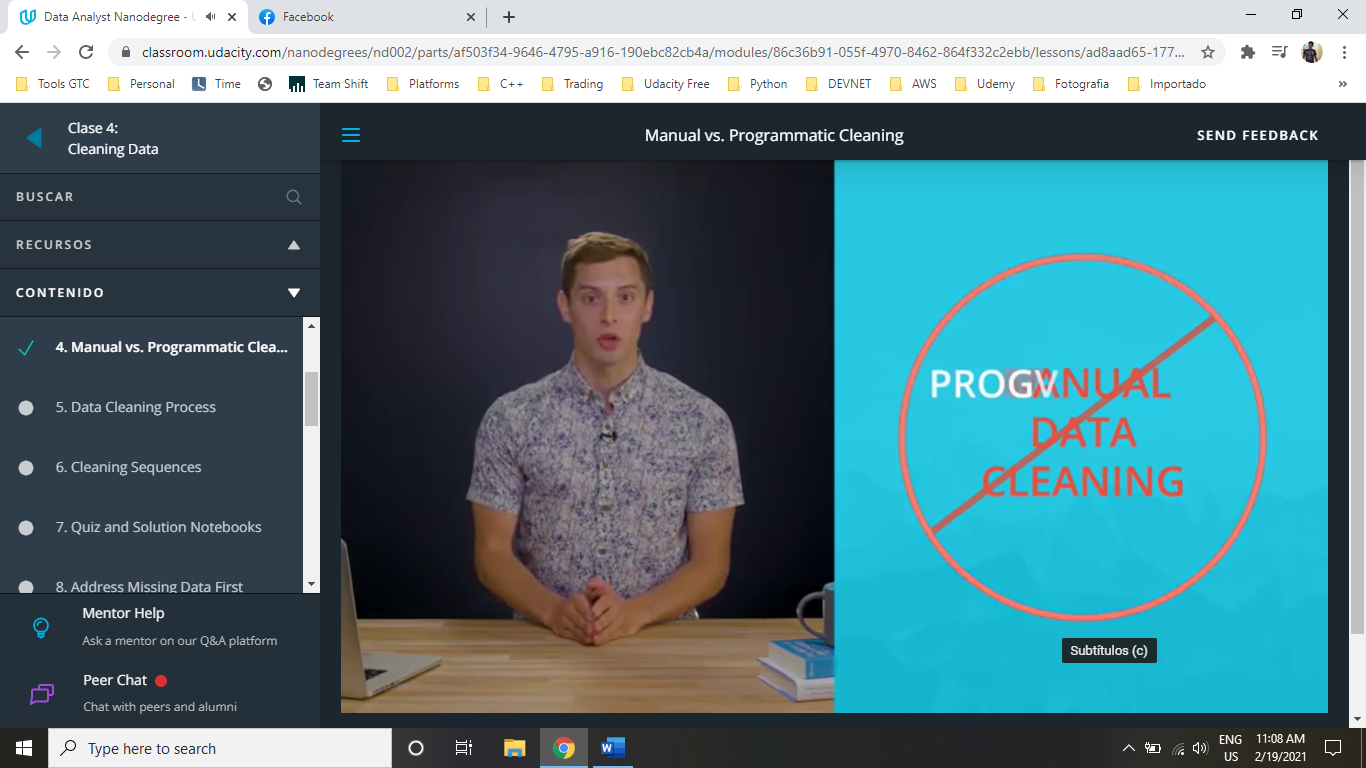 Data Analyst Nanodegree - U
Facebook
classroom.udacity.com/nanodegrees/nd002/parts/af503f34-9646-4795-a916-190ebc82cb4a/modules/86c36b91-055f-4970-8462-864f332c2ebb/lessons/ad8aad65-177...
Tools GTC Personal Time Team Shift Platforms C++ Trading Udacity Free Python DEVNET AWS Udemy Fotografia Importado »
Clase 4:
Cleaning Data
Manual vs. Programmatic Cleaning
SEND FEEDBACK
BUSCAR
RECURSOS
CONTENIDO
4. Manual vs. Programmatic Clea...
5. Data Cleaning Process
6. Cleaning Sequences
7. Quiz and Solution Notebooks
8. Address Missing Data First
Mentor Help
Ask a mentor on our Q&A platform
Peer Chat
Chat with peers and alumni
DATA
CLEANING
Subtítulos (c)
Type here to search
ENG
US
11:08 AM
2/19/2021